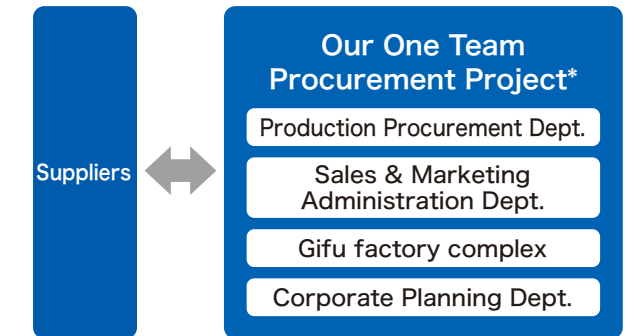 Suppliers
Our One Team
Procurement Project*
Production Procurement Dept.
Sales & Marketing
Administration Dept.
Gifu factory complex
Corporate Planning Dept.